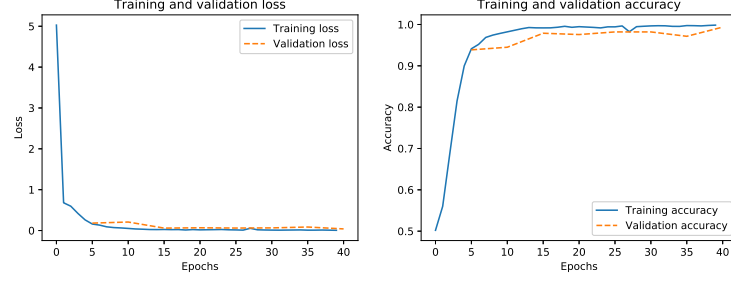 Training and validation loss
5
4
3
2
1
0
Loss
0 5 10 15 20 25 30 35 40
Epochs
Training loss
Validation loss
Training and validation accuracy
1.0
0.9
0.8
0.7
0.6
0.5
Accuracy
0 5 10 15 20 25 30 35 40
Epochs
Training accuracy
Validation accuracy